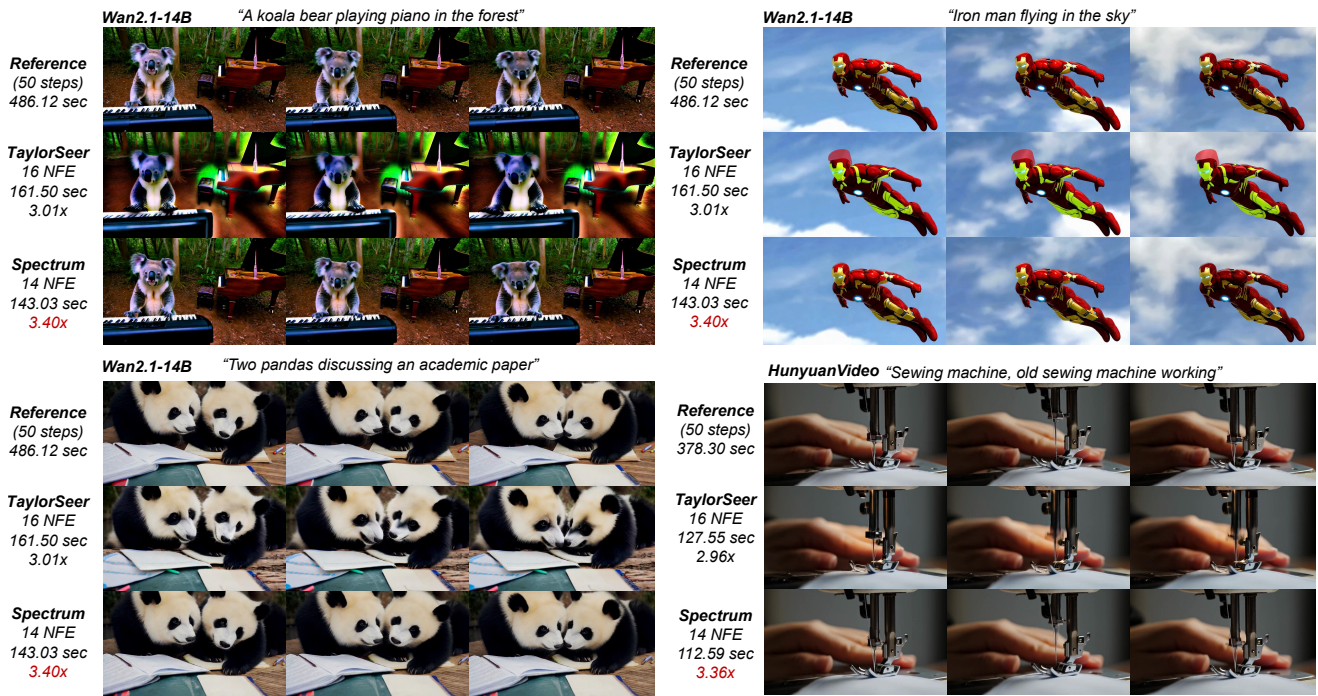 Wan2.1-14B "A koala bear playing piano in the forest"
Reference
(50 steps)
486.12 sec
TaylorSeer
16 NFE
161.50 sec
3.01x
Spectrum
14 NFE
143.03 sec
3.40x
Wan2.1-14B "Iron man flying in the sky"
Reference
(50 steps)
486.12 sec
TaylorSeer
16 NFE
161.50 sec
3.01x
Spectrum
14 NFE
143.03 sec
3.40x
Wan2.1-14B "Two pandas discussing an academic paper"
Reference
(50 steps)
486.12 sec
TaylorSeer
16 NFE
161.50 sec
3.01x
Spectrum
14 NFE
143.03 sec
3.40x
HunyuanVideo "Sewing machine, old sewing machine working"
Reference
(50 steps)
378.30 sec
TaylorSeer
16 NFE
127.55 sec
2.96x
Spectrum
14 NFE
112.59 sec
3.36x